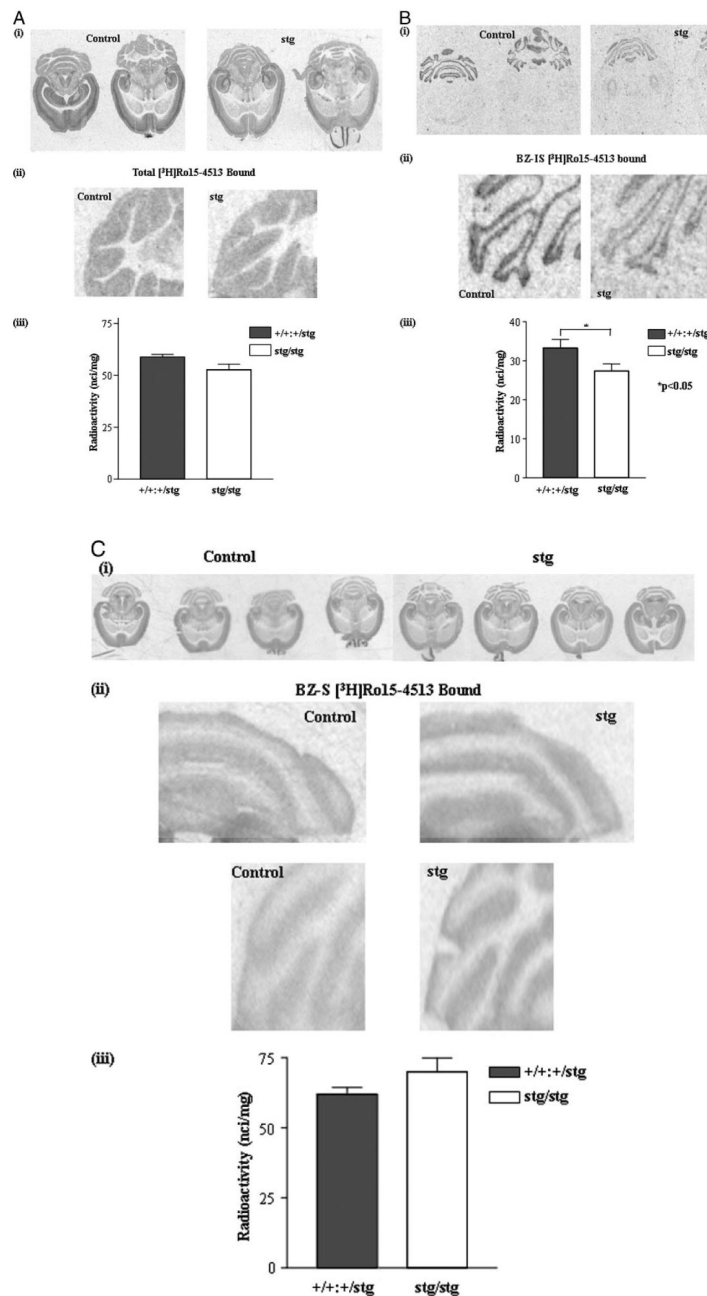 A
(i)
Control
stg
(ii)
Total [³H]Ro15-4513 Bound
Control
stg
(iii)
75
50
25
0
Radioactivity (nci/mg)
+/+:+/stg
stg/stg
+/+:+/stg
stg/stg
B
(i)
Control
stg
(ii)
BZ-IS [³H]Ro15-4513 bound
Control
stg
(iii)
40
30
20
10
0
Radioactivity (nci/mg)
*
+/+:+/stg
stg/stg
*p<0.05
+/+:+/stg
stg/stg
C
Control
stg
(i)
(ii)
BZ-S [³H]Ro15-4513 Bound
Control
stg
Control
stg
(iii)
75
50
25
0
Radioactivity (nci/mg)
+/+:+/stg
stg/stg
+/+:+/stg
stg/stg